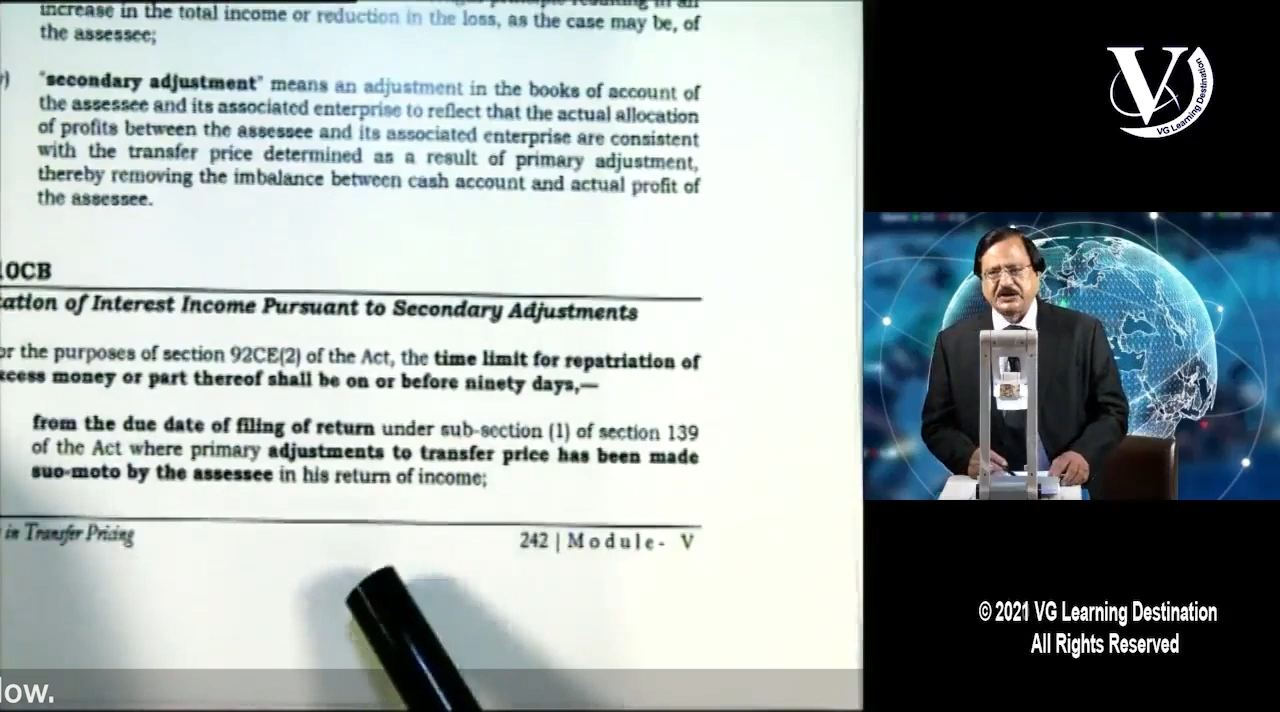 increase in the total income or reduction in the loss, as the case may be, of
the assessee;
"secondary adjustment" means an adjustment in the books of account of
the assessee and its associated enterprise to reflect that the actual allocation
of profits between the assessee and its associated enterprise are consistent
with the transfer price determined as a result of primary adjustment,
thereby removing the imbalance between cash account and actual profit of
the assessee.
10CB
ation of Interest Income Pursuant to Secondary Adjustments
or the purposes of section 92CE(2) of the Act, the time limit for repatriation of
xcess money or part thereof shall be on or before ninety days,—
from the due date of filing of return under sub-section (1) of section 139
of the Act where primary adjustments to transfer price has been made
suo-moto by the assessee in his return of income;
in Transfer Pricing 242 | Module- V
low.
V
VG Learning Destination
© 2021 VG Learning Destination
All Rights Reserved